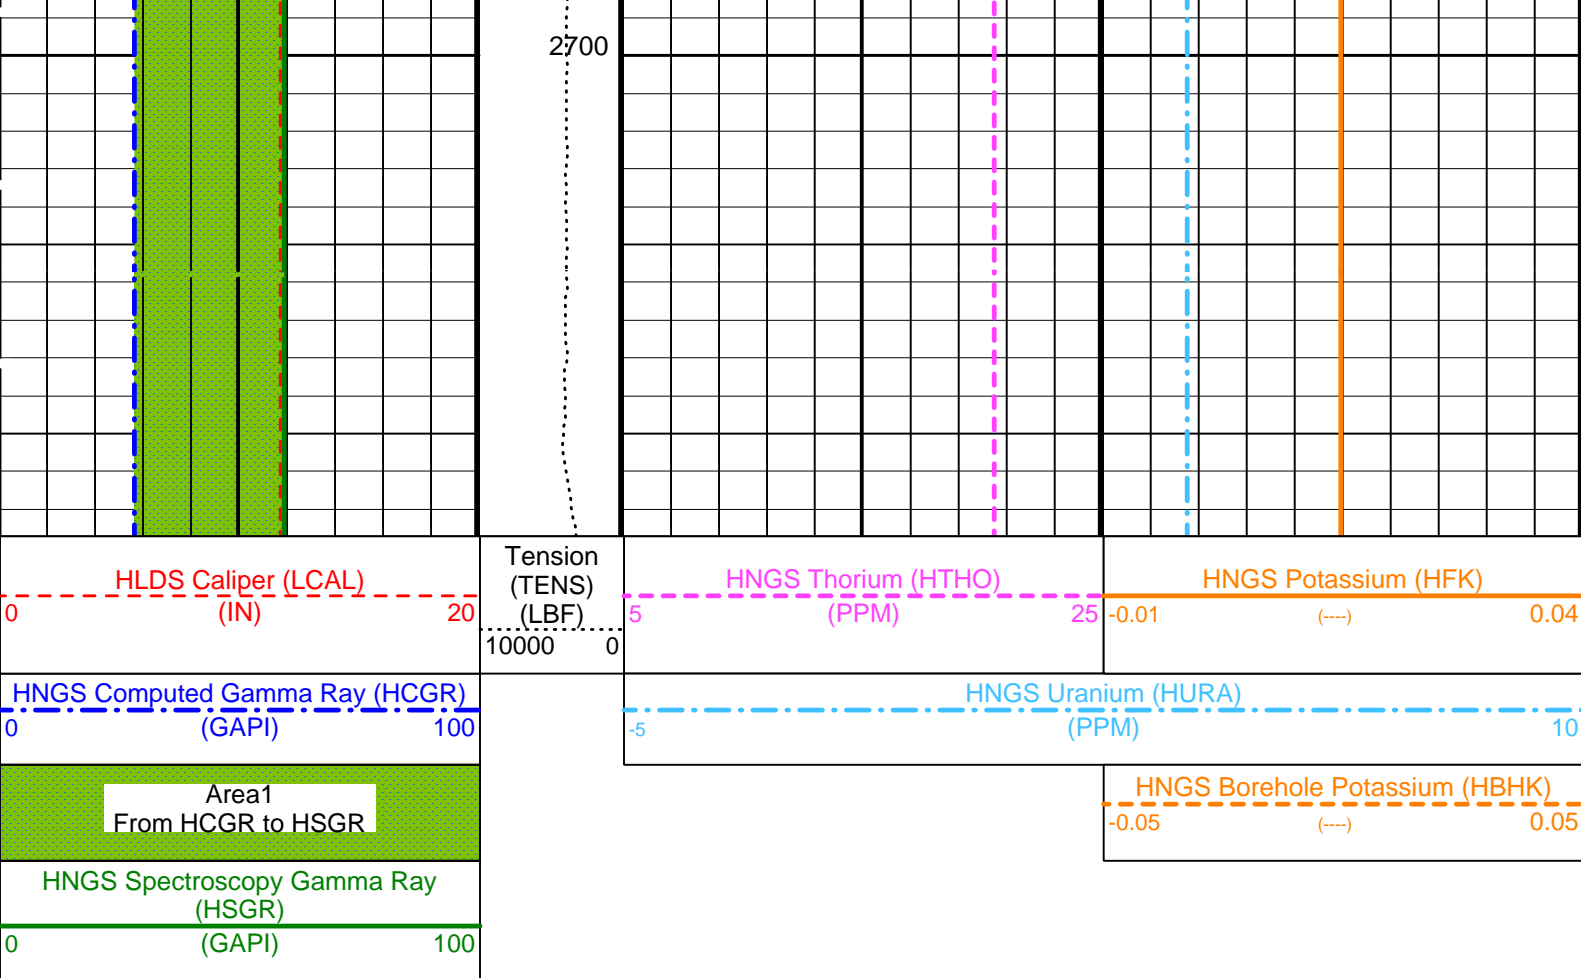 2700
HLDS Caliper (LCAL)
0 (IN) 20
Tension
(TENS)
(LBF)
10000 0
HNGS Thorium (HTHO)
5 (PPM) 25
HNGS Potassium (HFK)
-0.01 (----) 0.04
HNGS Computed Gamma Ray (HCGR)
0 (GAPI) 100
HNGS Uranium (HURA)
-5 (PPM) 10
Area1
From HCGR to HSGR
HNGS Borehole Potassium (HBHK)
-0.05 (----) 0.05
HNGS Spectroscopy Gamma Ray
(HSGR)
0 (GAPI) 100